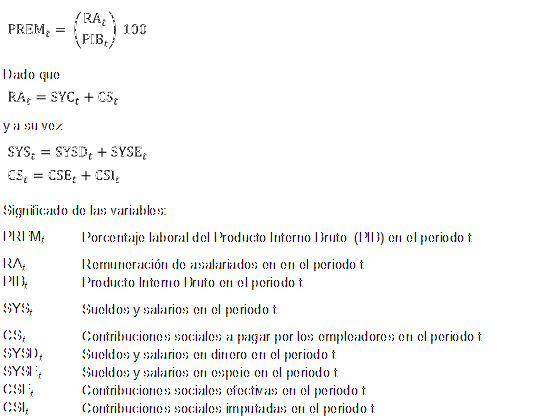 PREM_t = (RA_t / PIB_t) 100
Dado que
RA_t = SYC_t + CS_t
y a su vez
SYS_t = SYSD_t + SYSE_t
CS_t = CSE_t + CSI_t
Significado de las variables:
PREM_t Porcentaje laboral del Producto Interno Bruto (PIB) en el periodo t
RA_t Remuneración de asalariados en en el periodo t
PIB_t Producto Interno Bruto en el periodo t
SYS_t Sueldos y salarios en el periodo t
CS_t Contribuciones sociales a pagar por los empleadores en el periodo t
SYSD_t Sueldos y salarios en dinero en el periodo t
SYSE_t Sueldos y salarios en espeie en el periodo t
CSE_t Contribuciones sociales efectivas en el periodo t
CSI_t Contribuciones sociales imputadas en el periodo t